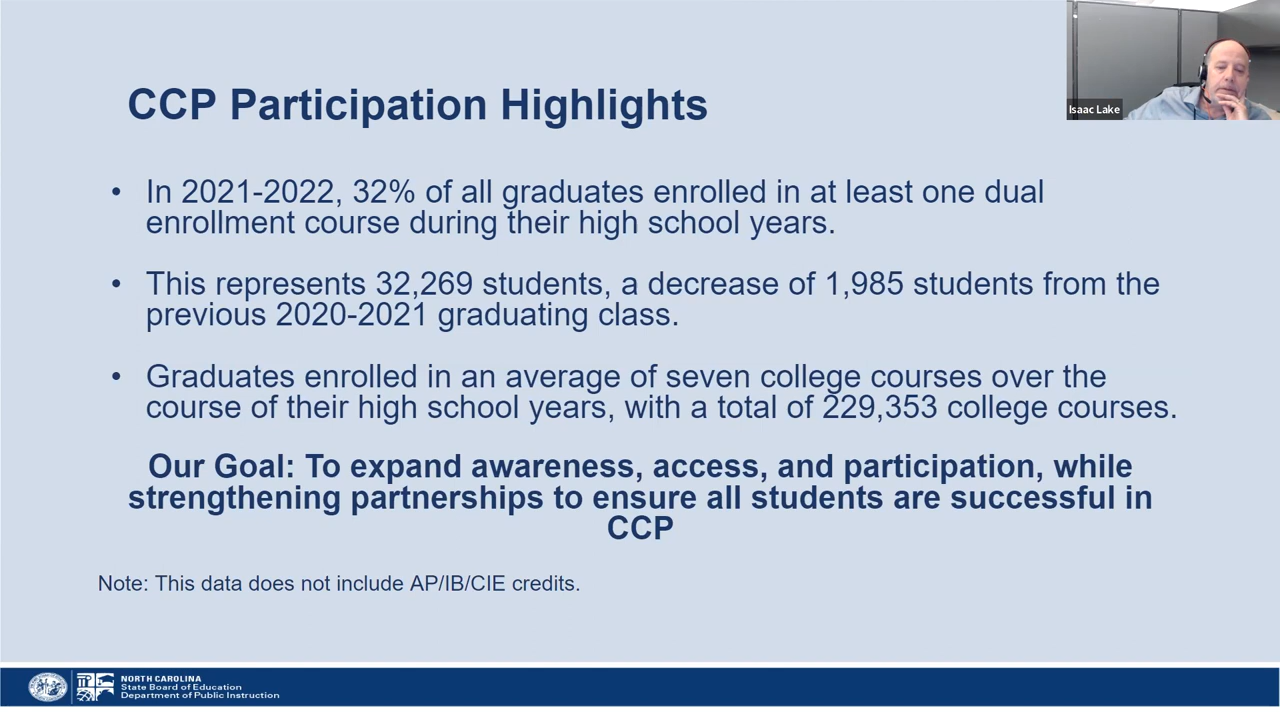 CCP Participation Highlights
Isaac Lake
• In 2021-2022, 32% of all graduates enrolled in at least one dual
enrollment course during their high school years.
• This represents 32,269 students, a decrease of 1,985 students from the
previous 2020-2021 graduating class.
• Graduates enrolled in an average of seven college courses over the
course of their high school years, with a total of 229,353 college courses.
Our Goal: To expand awareness, access, and participation, while
strengthening partnerships to ensure all students are successful in
CCP
Note: This data does not include AP/IB/CIE credits.
NORTH CAROLINA
State Board of Education
Department of Public Instruction